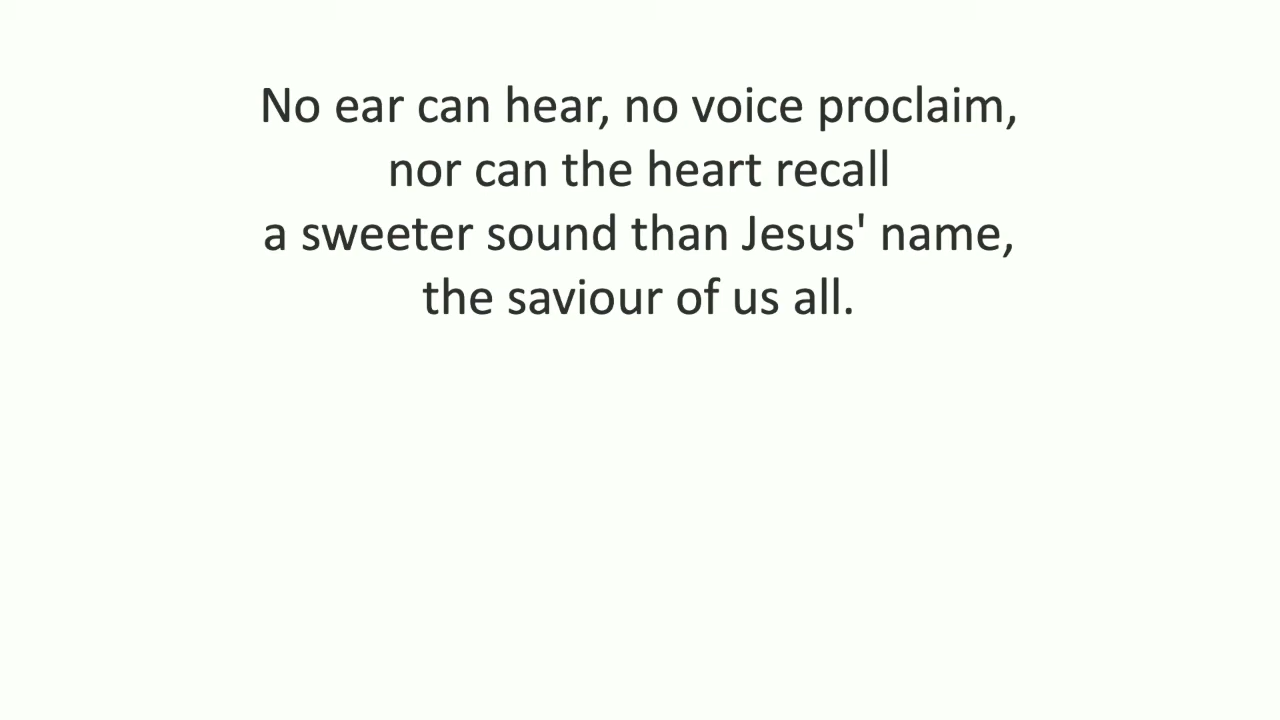 No ear can hear, no voice proclaim,
nor can the heart recall
a sweeter sound than Jesus' name,
the saviour of us all.